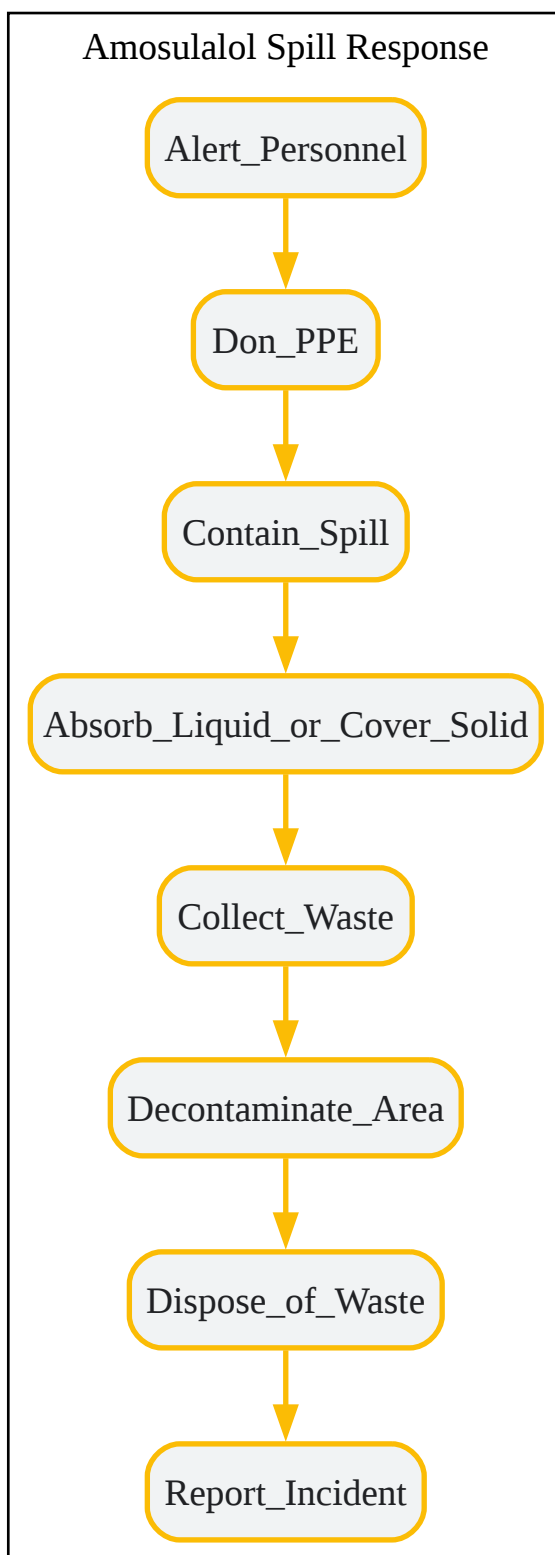 Amosulalol Spill Response
Alert_Personnel
Don_PPE
Contain_Spill
Absorb_Liquid_or_Cover_Solid
Collect_Waste
Decontaminate_Area
Dispose_of_Waste
Report_Incident